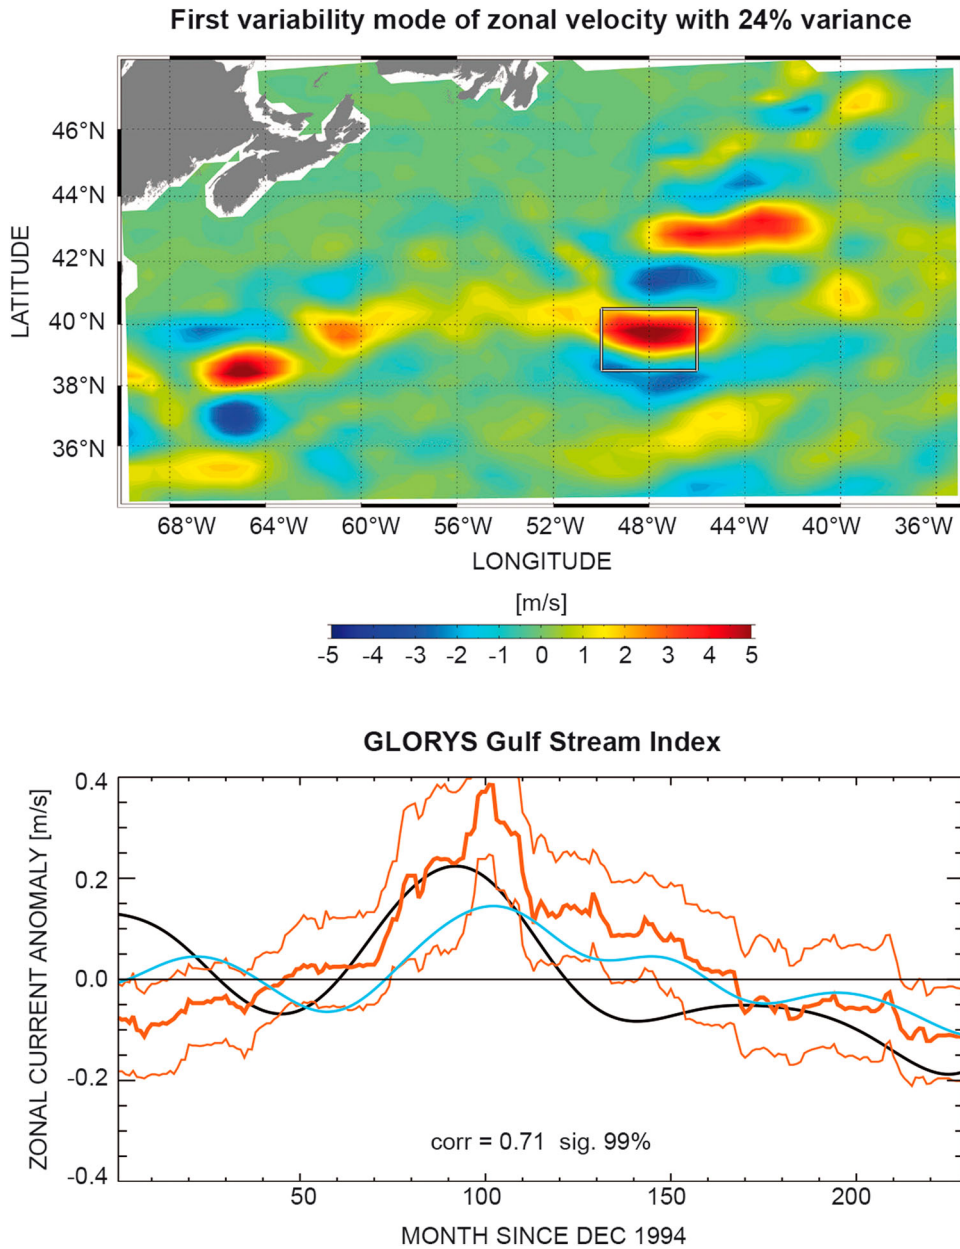 First variability mode of zonal velocity with 24% variance
LATITUDE
46°N
44°N
42°N
40°N
38°N
36°N
68°W 64°W 60°W 56°W 52°W 48°W 44°W 40°W 36°W
LONGITUDE
[m/s]
-5 -4 -3 -2 -1 0 1 2 3 4 5
GLORYS Gulf Stream Index
ZONAL CURRENT ANOMALY [m/s]
0.4
0.2
0.0
-0.2
-0.4
corr = 0.71 sig. 99%
50 100 150 200
MONTH SINCE DEC 1994